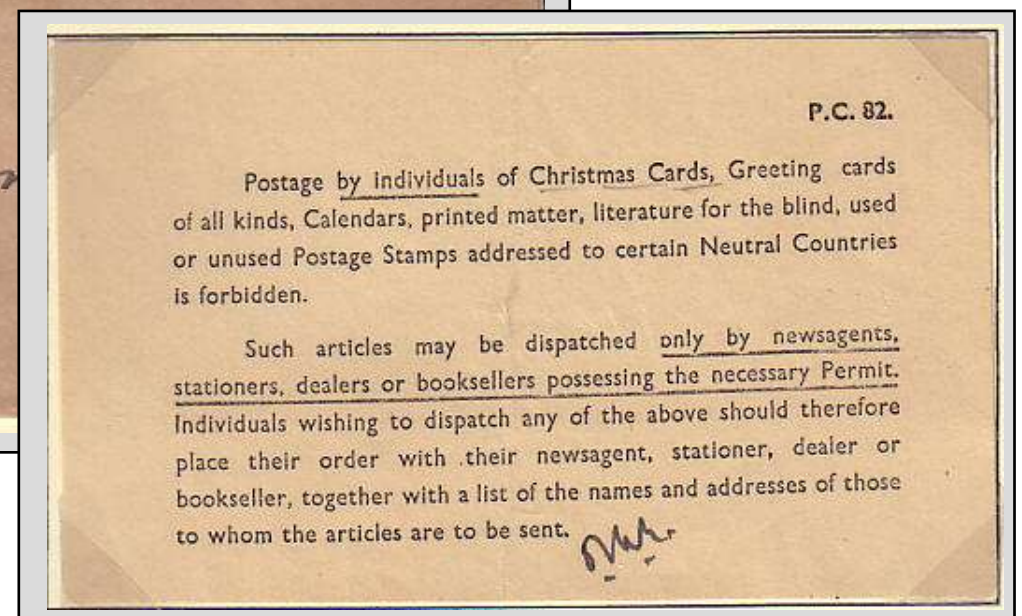 P.C. 82.
Postage by individuals of Christmas Cards, Greeting cards
of all kinds, Calendars, printed matter, literature for the blind, used
or unused Postage Stamps addressed to certain Neutral Countries
is forbidden.
Such articles may be dispatched only by newsagents,
stationers, dealers or booksellers possessing the necessary Permit.
Individuals wishing to dispatch any of the above should therefore
place their order with .their newsagent, stationer, dealer or
bookseller, together with a list of the names and addresses of those
to whom the articles are to be sent.